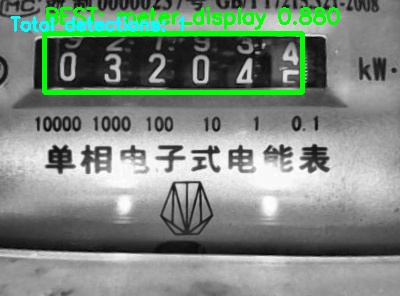 BEST: meter_display 0.880
Total detections: 1
0 3 2 0 4
kW·
10000 1000 100 10 1 0.1
单相电子式电能表